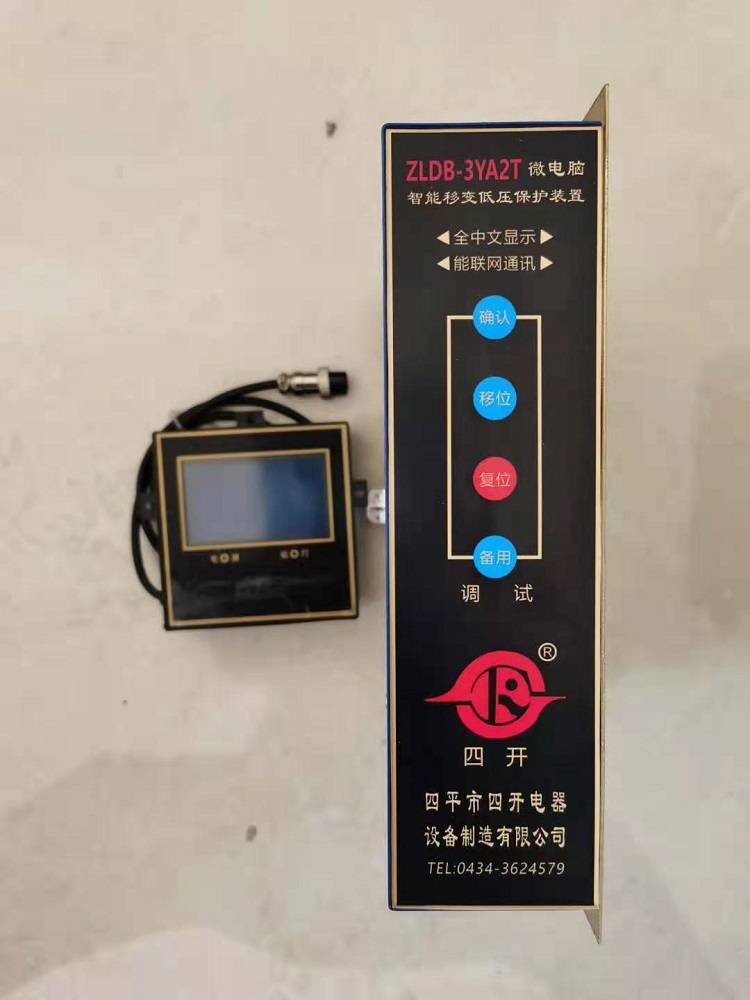 ZLDB-3YA2T 微电脑
智能移变低压保护装置
◀全中文显示▶
◀能联网通讯▶
确认
移位
复位
备用
调 试
®
四 开
四平市四开电器
设备制造有限公司
TEL:0434-3624579